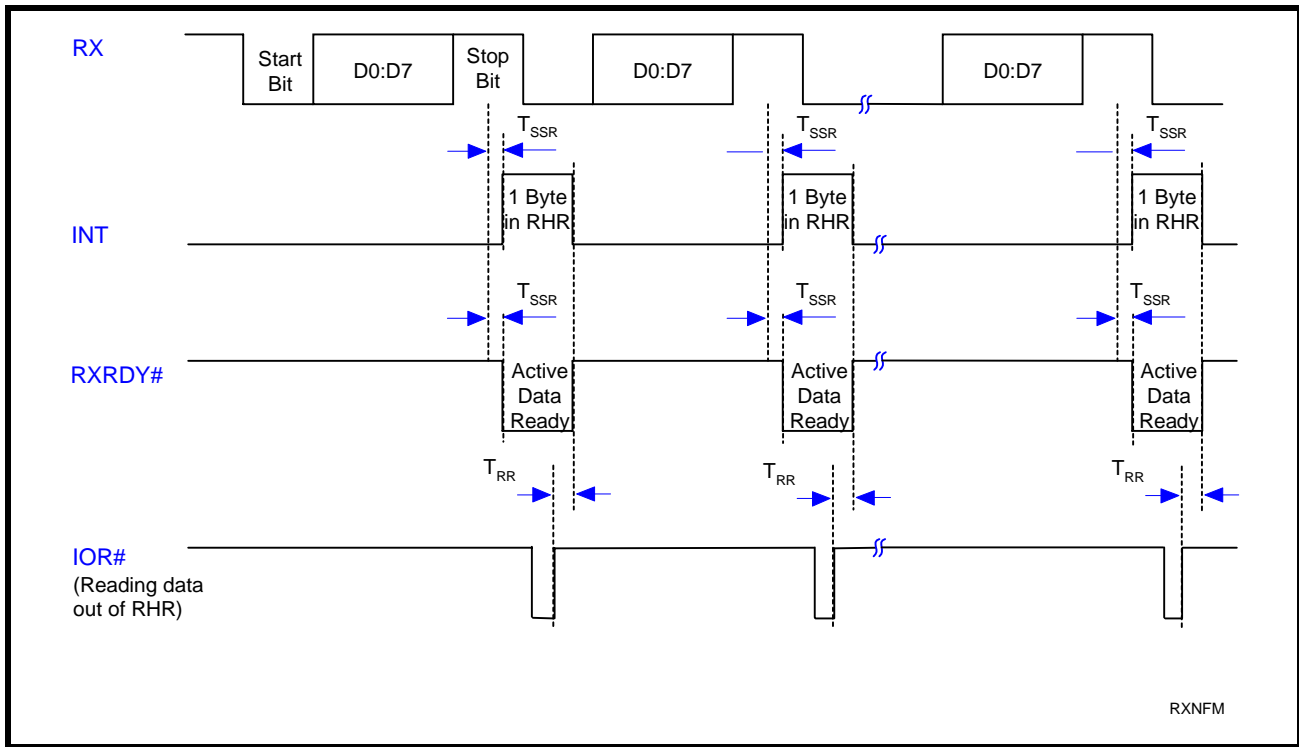 RX
Start
Bit
D0:D7
Stop
Bit
D0:D7
D0:D7
TSSR
TSSR
TSSR
INT
1 Byte
in RHR
1 Byte
in RHR
1 Byte
in RHR
TSSR
TSSR
TSSR
RXRDY#
Active
Data
Ready
Active
Data
Ready
Active
Data
Ready
TRR
TRR
TRR
IOR#
(Reading data
out of RHR)
RXNFM